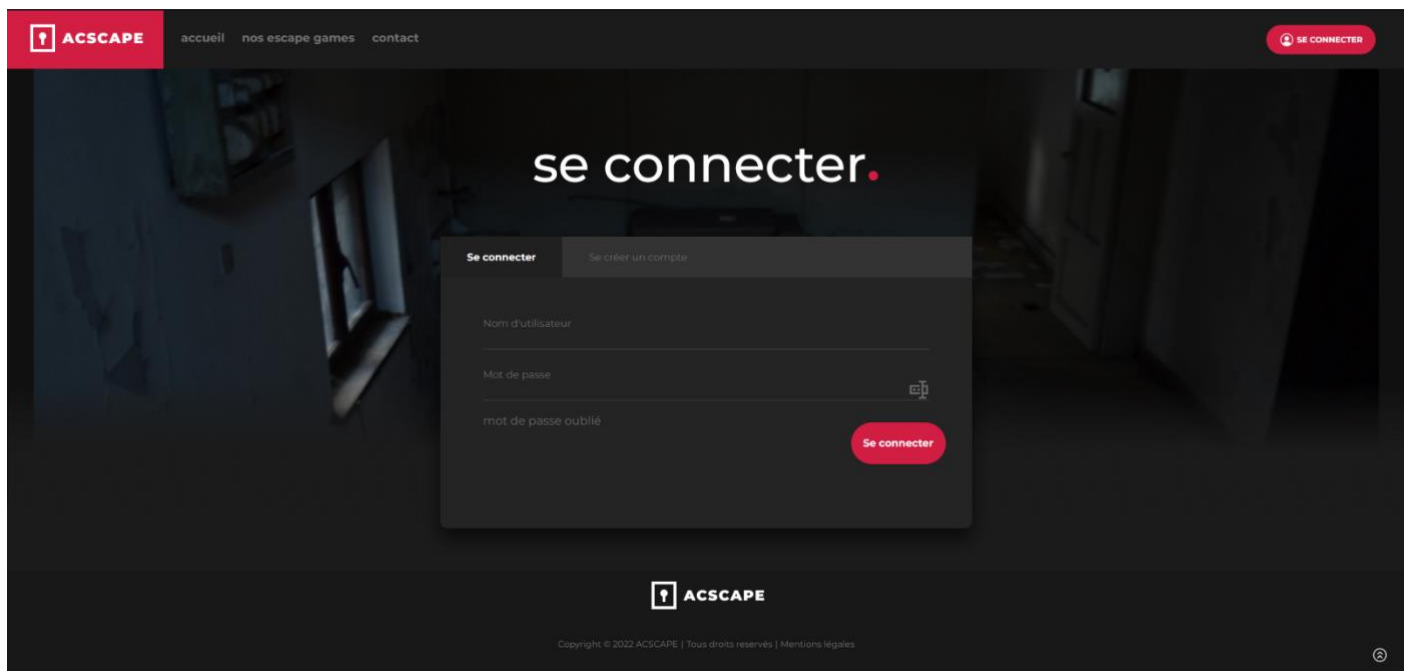 ACSCAPE accueil nos escape games contact SE CONNECTER
se connecter.
Se connecter Se créer un compte
Nom d'utilisateur
Mot de passe
mot de passe oublié
Se connecter
ACSCAPE
Copyright © 2022 ACSCAPE | Tous droits reservés | Mentions légales